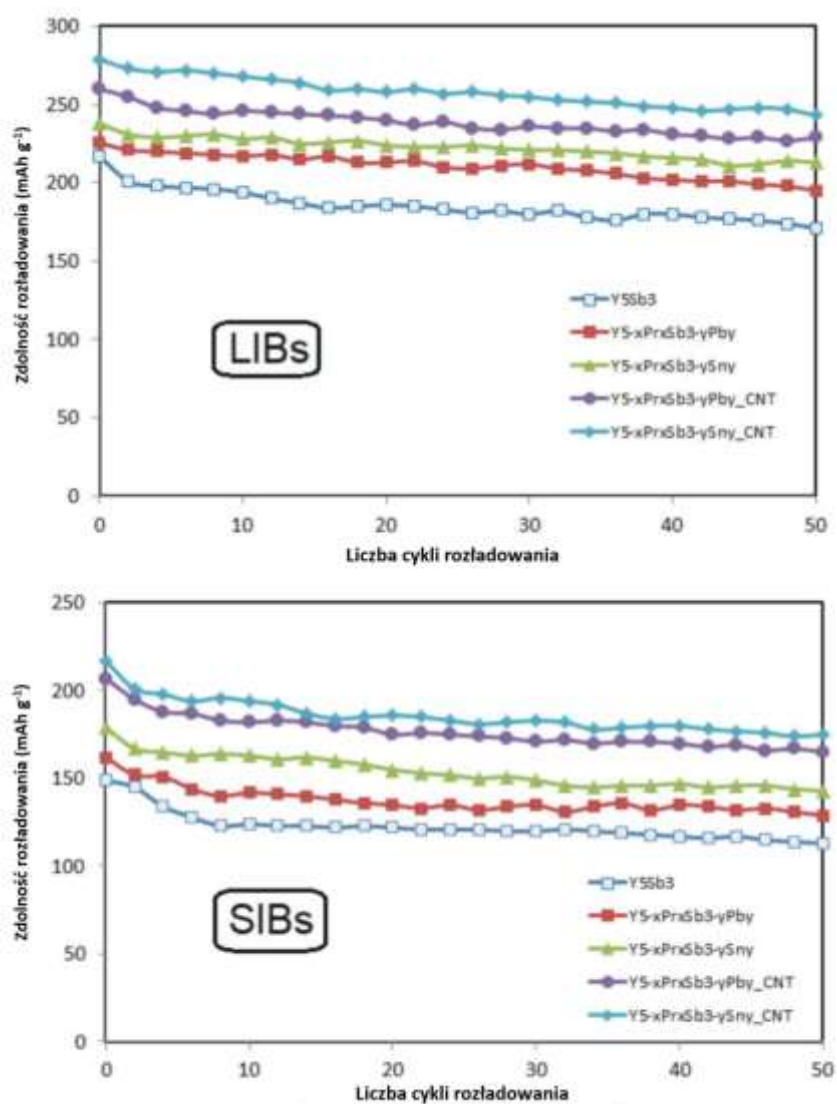 300
250
200
150
100
50
0
Zdolność rozładowania (mAh g-1)
LIBs
Y5Sb3
Y5-xPrxSb3-yPby
Y5-xPrxSb3-ySny
Y5-xPrxSb3-yPby_CNT
Y5-xPrxSb3-ySny_CNT
0 10 20 30 40 50
Liczba cykli rozładowania
250
200
150
100
50
0
Zdolność rozładowania (mAh g-1)
SIBs
Y5Sb3
Y5-xPrxSb3-yPby
Y5-xPrxSb3-ySny
Y5-xPrxSb3-yPby_CNT
Y5-xPrxSb3-ySny_CNT
0 10 20 30 40 50
Liczba cykli rozładowania